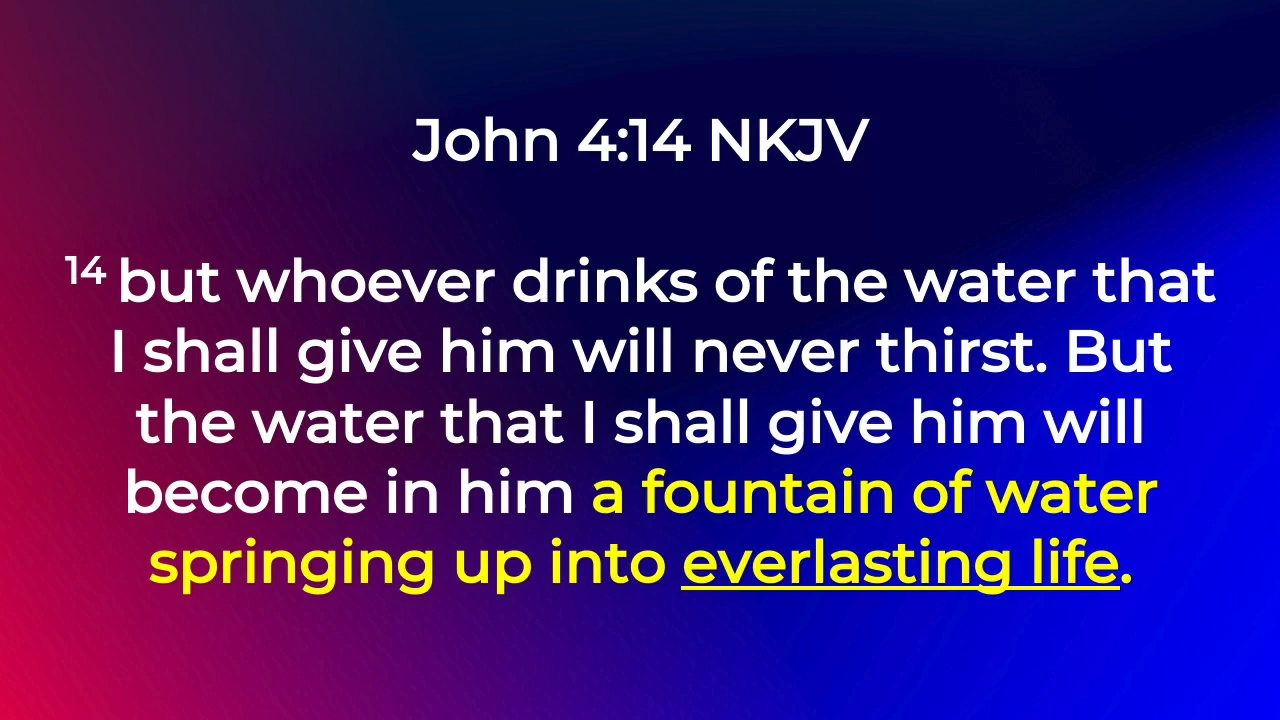 John 4:14 NKJV
14 but whoever drinks of the water that
I shall give him will never thirst. But
the water that I shall give him will
become in him a fountain of water
springing up into everlasting life.